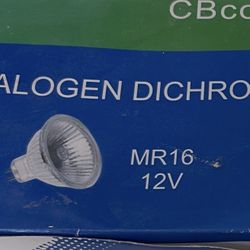 CBcc
ALOGEN DICHRO
MR16
12V